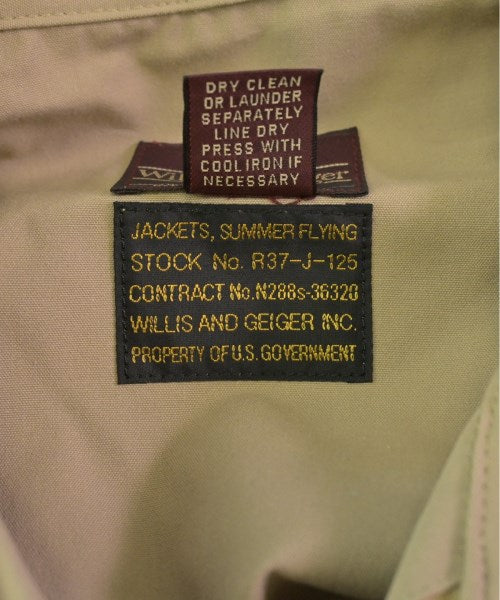 DRY CLEAN
OR LAUNDER
SEPARATELY
LINE DRY
PRESS WITH
COOL IRON IF
NECESSARY
JACKETS, SUMMER FLYING
STOCK No. R37-J-125
CONTRACT No.N288s-36320
WILLIS AND GEIGER INC.
PROPERTY OF U.S. GOVERNMENT